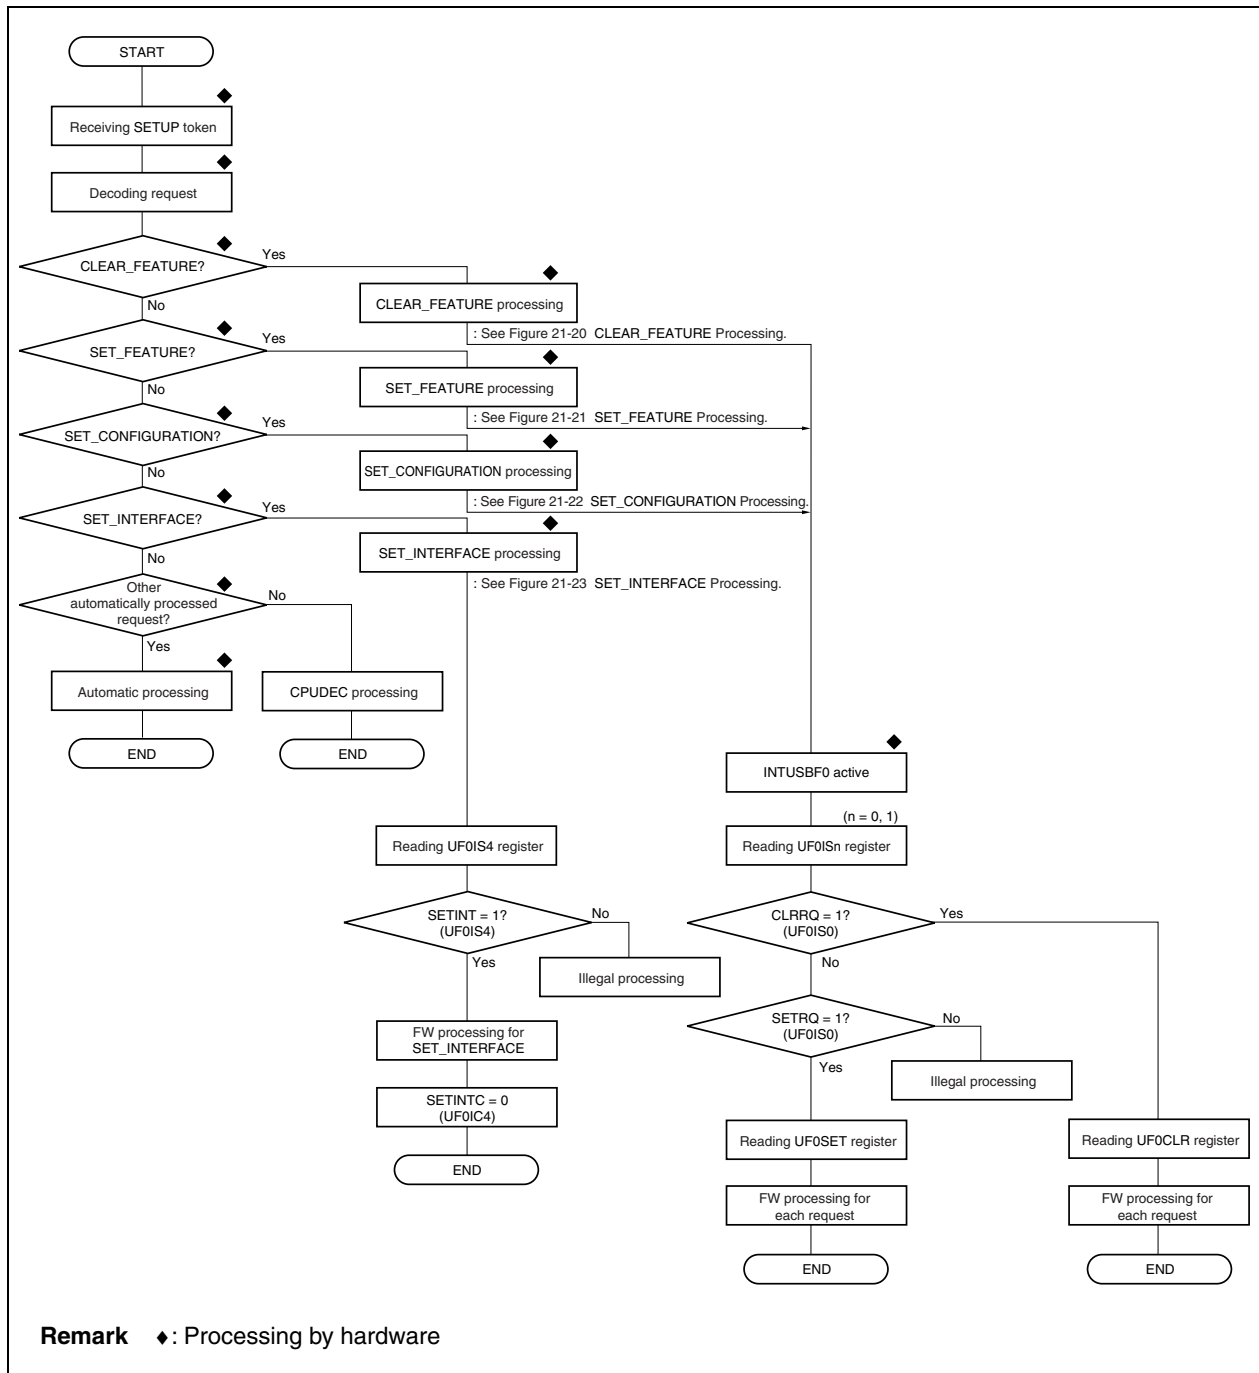 START
Receiving SETUP token
Decoding request
CLEAR_FEATURE?
Yes
No
CLEAR_FEATURE processing
: See Figure 21-20 CLEAR_FEATURE Processing.
SET_FEATURE?
Yes
No
SET_FEATURE processing
: See Figure 21-21 SET_FEATURE Processing.
SET_CONFIGURATION?
Yes
No
SET_CONFIGURATION processing
: See Figure 21-22 SET_CONFIGURATION Processing.
SET_INTERFACE?
Yes
No
SET_INTERFACE processing
: See Figure 21-23 SET_INTERFACE Processing.
Other
automatically processed
request?
No
Yes
Automatic processing
CPUDEC processing
END
END
INTUSBF0 active
(n = 0, 1)
Reading UF0IS4 register
Reading UF0ISn register
SETINT = 1?
(UF0IS4)
No
Yes
Illegal processing
CLRRQ = 1?
(UF0IS0)
Yes
No
FW processing for
SET_INTERFACE
SETRQ = 1?
(UF0IS0)
No
Yes
Illegal processing
SETINTC = 0
(UF0IC4)
END
Reading UF0SET register
Reading UF0CLR register
FW processing for
each request
FW processing for
each request
END
END
Remark ♦: Processing by hardware